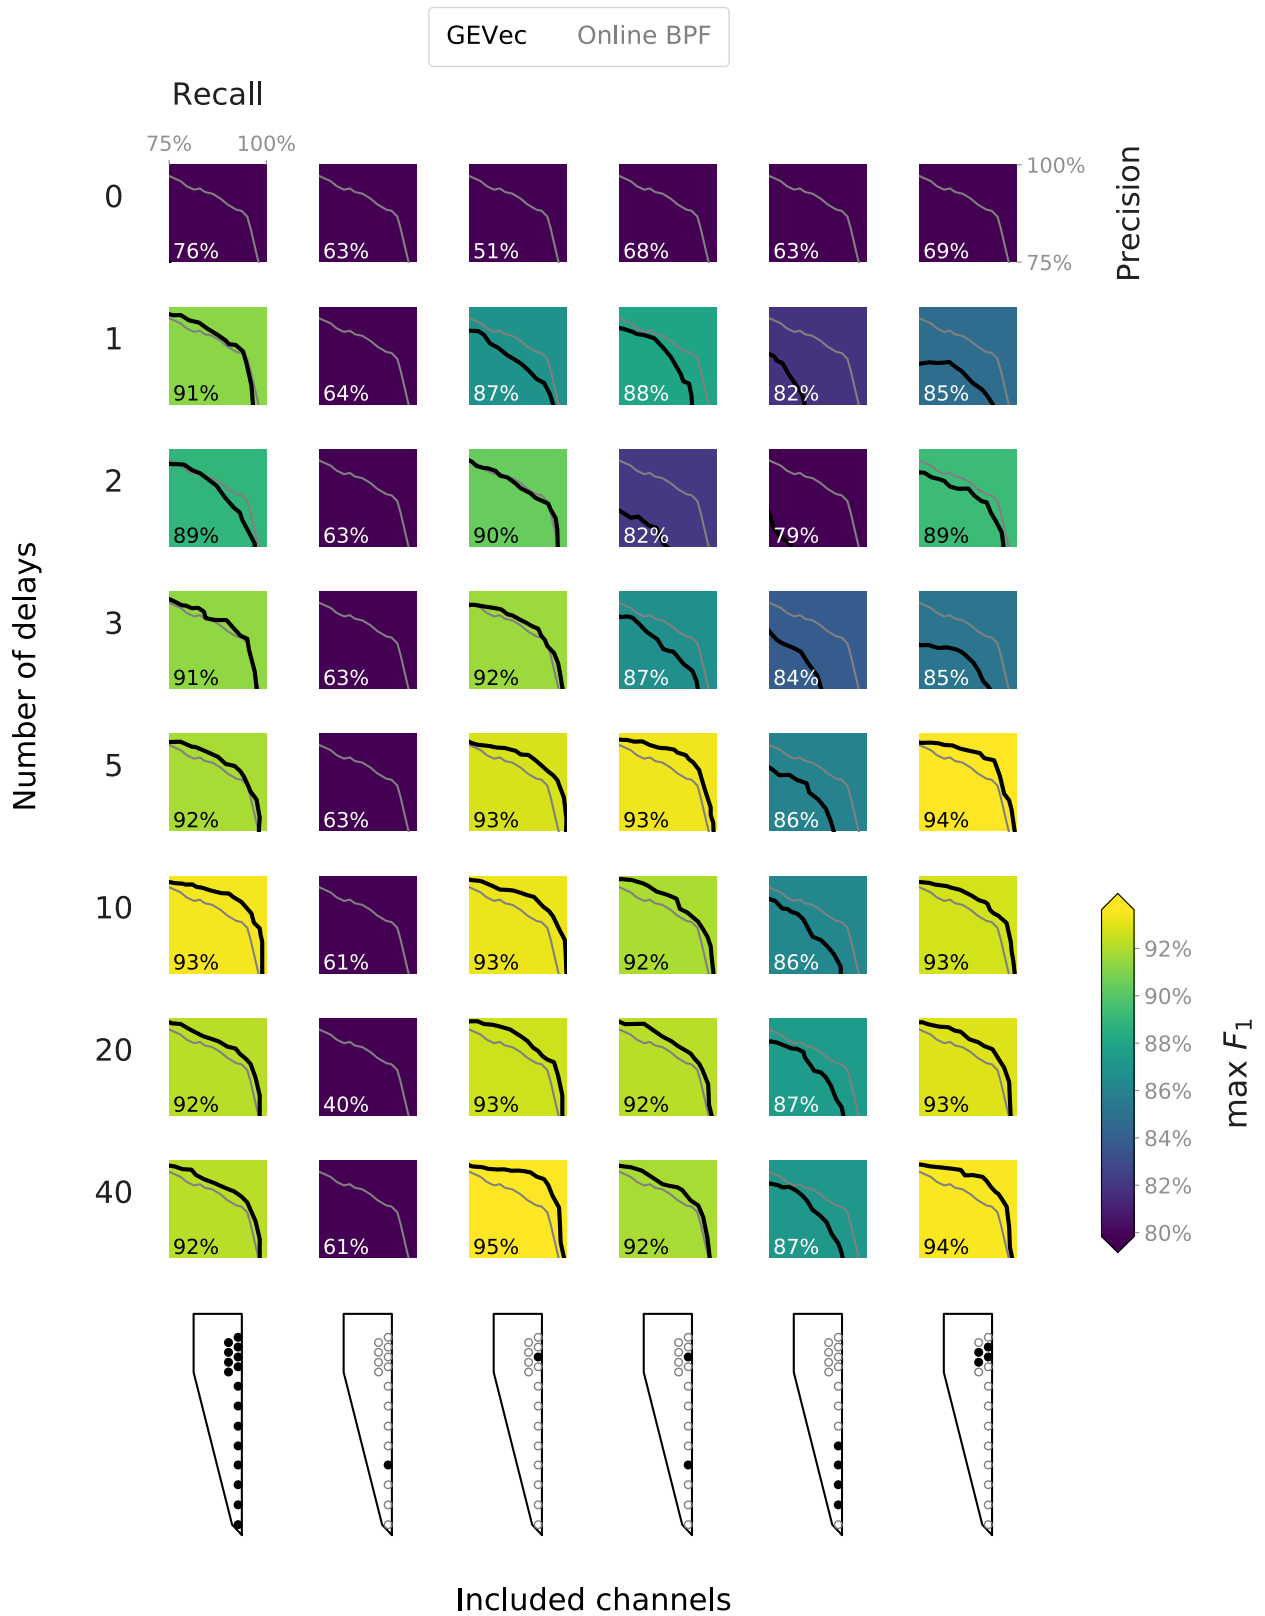 GEVec Online BPF
Recall
75% 100%
0 76% 63% 51% 68% 63% 69% 100% 75% Precision
1 91% 64% 87% 88% 82% 85%
2 89% 63% 90% 82% 79% 89%
3 91% 63% 92% 87% 84% 85%
5 92% 63% 93% 93% 86% 94%
10 93% 61% 93% 92% 86% 93%
20 92% 40% 93% 92% 87% 93%
40 92% 61% 95% 92% 87% 94%
Number of delays
92%
90%
88%
86%
84%
82%
80%
max F1
Included channels